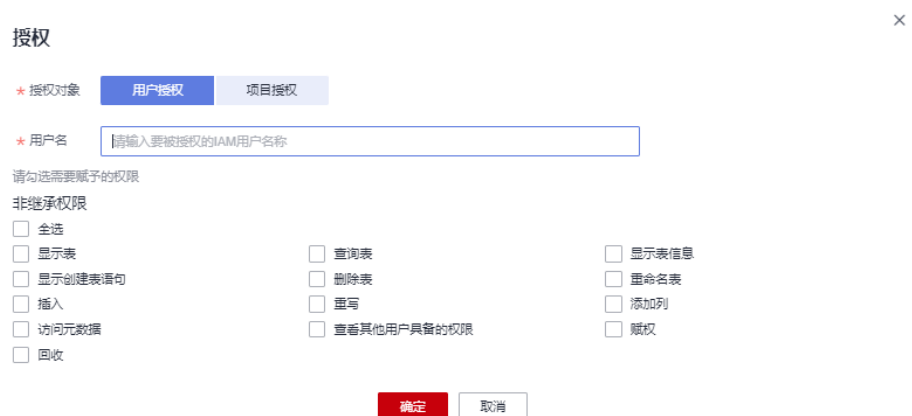 授权
* 授权对象 用户授权 项目授权
* 用户名 请输入要被授权的IAM用户名称
请勾选需要赋予的权限
非继承权限
全选
显示表 查询表 显示表信息
显示创建表语句 删除表 重命名表
插入 重写 添加列
访问元数据 查看其他用户具备的权限 赋权
回收
确定 取消